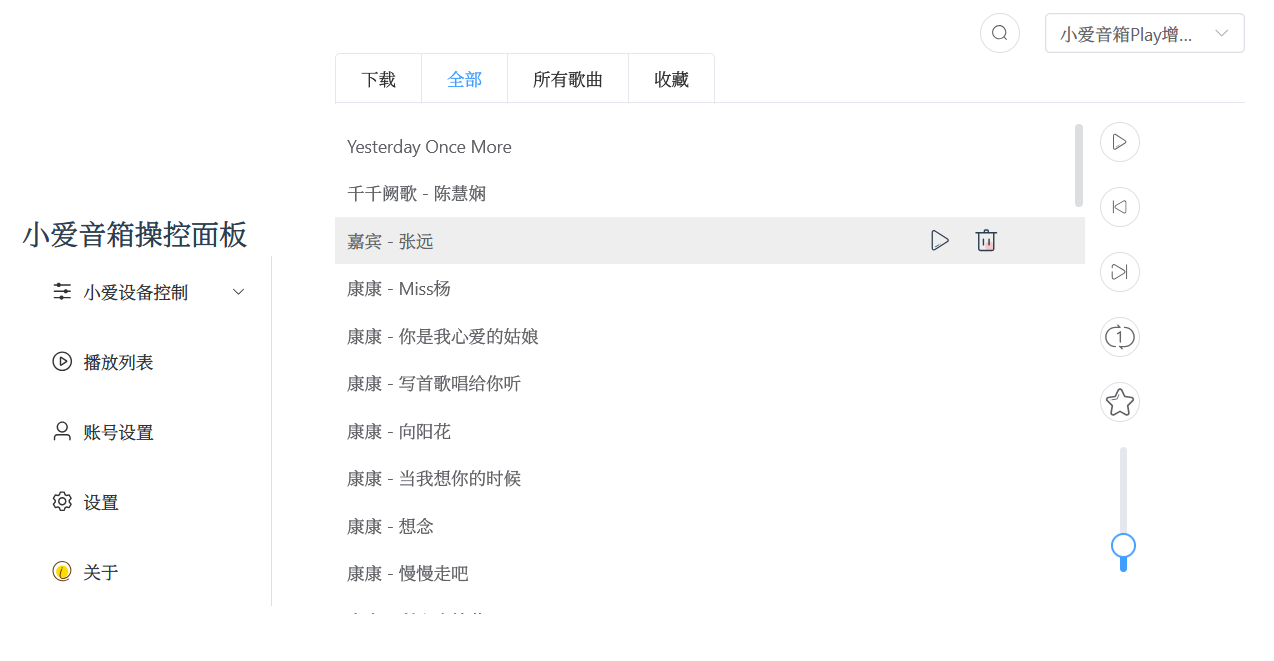 小爱音箱Play增...
下载
全部
所有歌曲
收藏
Yesterday Once More
千千阙歌 - 陈慧娴
嘉宾 - 张远
康康 - Miss杨
康康 - 你是我心爱的姑娘
康康 - 写首歌唱给你听
康康 - 向阳花
康康 - 当我想你的时候
康康 - 想念
康康 - 慢慢走吧
小爱音箱操控面板
小爱设备控制
播放列表
账号设置
设置
关于
1